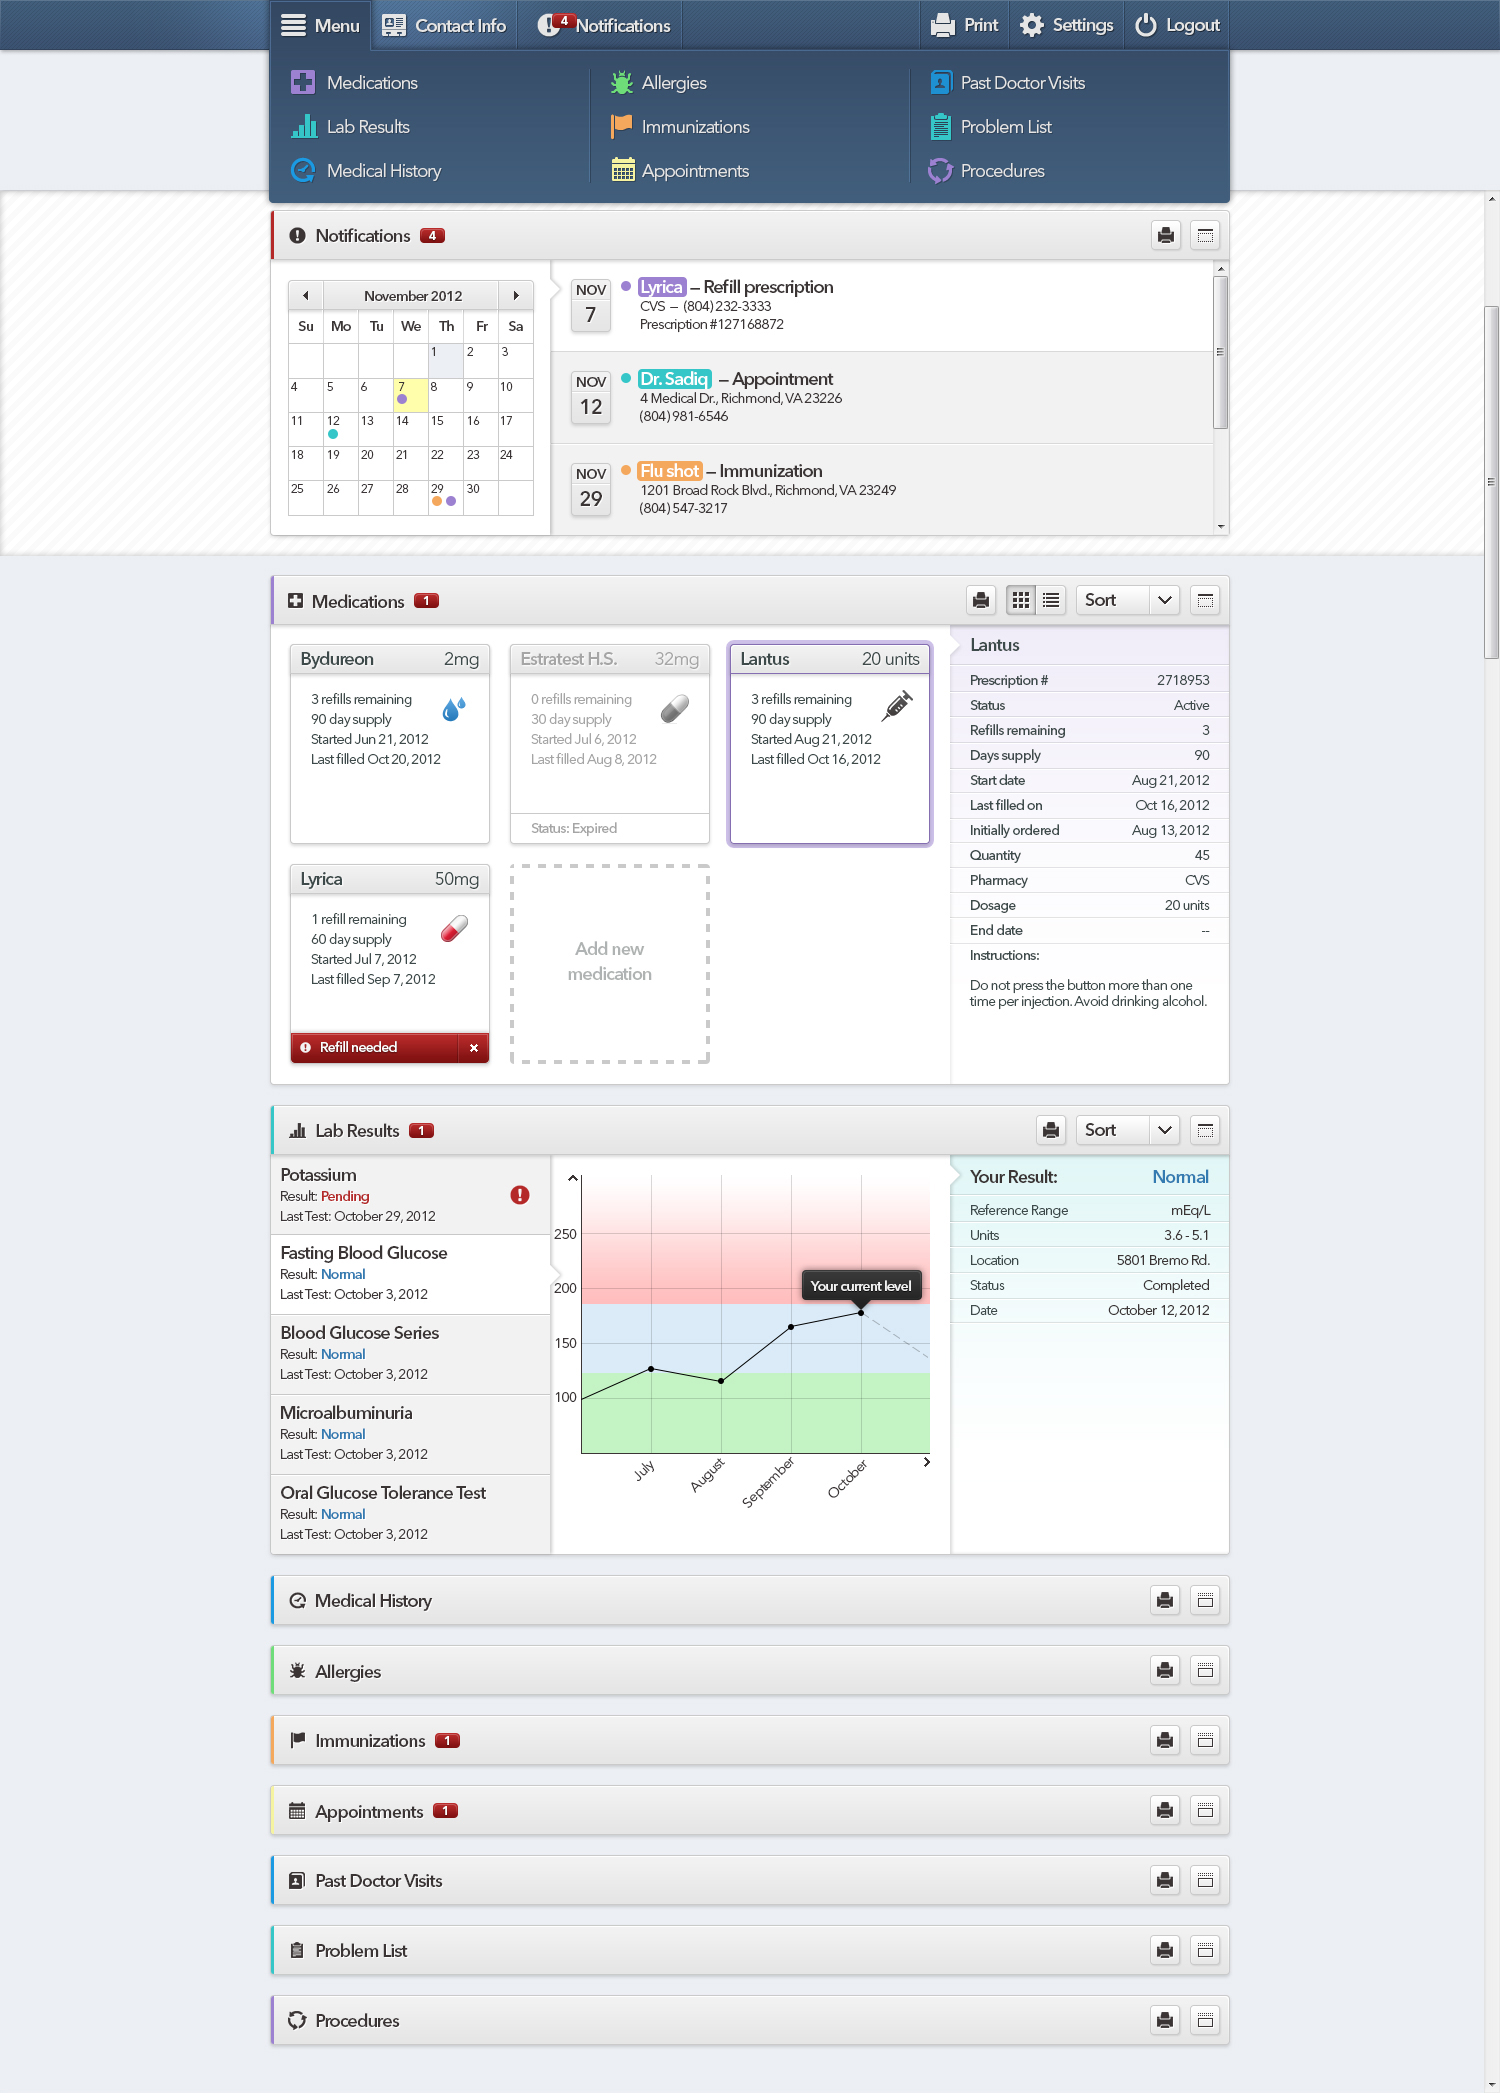 Menu
Contact Info
4
Notifications
Print
Settings
Logout
Medications
Allergies
Past Doctor Visits
Lab Results
Immunizations
Problem List
Medical History
Appointments
Procedures
Notifications 4
November 2012
Su Mo Tu We Th Fr Sa
1 2 3
4 5 6 7 8 9 10
11 12 13 14 15 16 17
18 19 20 21 22 23 24
25 26 27 28 29 30
NOV
7
Lyrica – Refill prescription
CVS – (804) 232-3333
Prescription #127168872
NOV
12
Dr. Sadiq – Appointment
4 Medical Dr., Richmond, VA 23226
(804) 981-6546
NOV
29
Flu shot – Immunization
1201 Broad Rock Blvd., Richmond, VA 23249
(804) 547-3217
Medications 1
Sort
Bydureon 2mg
3 refills remaining
90 day supply
Started Jun 21, 2012
Last filled Oct 20, 2012
Estratest H.S. 32mg
0 refills remaining
30 day supply
Started Jul 6, 2012
Last filled Aug 8, 2012
Status: Expired
Lantus 20 units
3 refills remaining
90 day supply
Started Aug 21, 2012
Last filled Oct 16, 2012
Lyrica 50mg
1 refill remaining
60 day supply
Started Jul 7, 2012
Last filled Sep 7, 2012
Refill needed
Add new
medication
Lantus
Prescription # 2718953
Status Active
Refills remaining 3
Days supply 90
Start date Aug 21, 2012
Last filled on Oct 16, 2012
Initially ordered Aug 13, 2012
Quantity 45
Pharmacy CVS
Dosage 20 units
End date --
Instructions:
Do not press the button more than one
time per injection. Avoid drinking alcohol.
Lab Results 1
Sort
Potassium
Result: Pending
Last Test: October 29, 2012
Fasting Blood Glucose
Result: Normal
Last Test: October 3, 2012
Blood Glucose Series
Result: Normal
Last Test: October 3, 2012
Microalbuminuria
Result: Normal
Last Test: October 3, 2012
Oral Glucose Tolerance Test
Result: Normal
Last Test: October 3, 2012
250
200
150
100
Your current level
July
August
September
October
Your Result: Normal
Reference Range mEq/L
Units 3.6 - 5.1
Location 5801 Bremo Rd.
Status Completed
Date October 12, 2012
Medical History
Allergies
Immunizations 1
Appointments 1
Past Doctor Visits
Problem List
Procedures